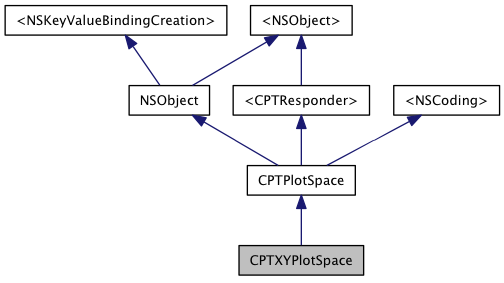 <NSKeyValueBindingCreation>
<NSObject>
NSObject
<CPTResponder>
<NSCoding>
CPTPlotSpace
CPTXYPlotSpace